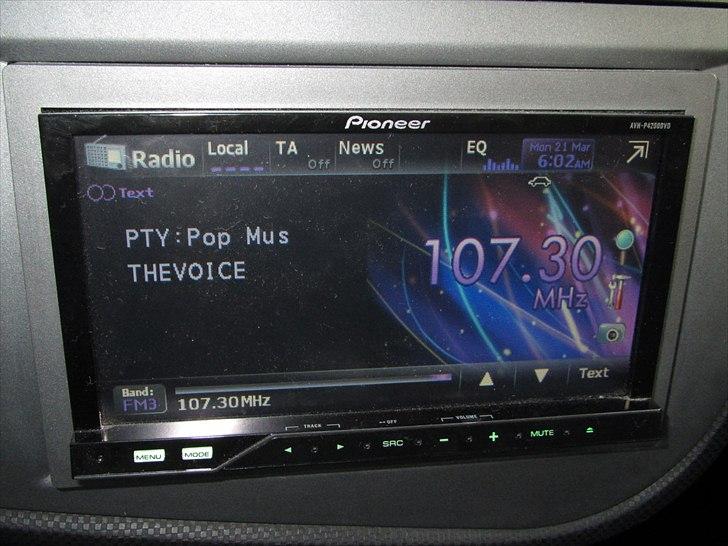 Pioneer
AVH-P4200DVD
Radio
Local
TA Off
News Off
EQ
Mon 21 Mar
6:02AM
Text
PTY:Pop Mus
THEVOICE
107.30
MHz
Band:
FM3
107.30MHz
Text
TRACK
OFF
VOLUME
MENU
MODE
SRC
−
+
MUTE